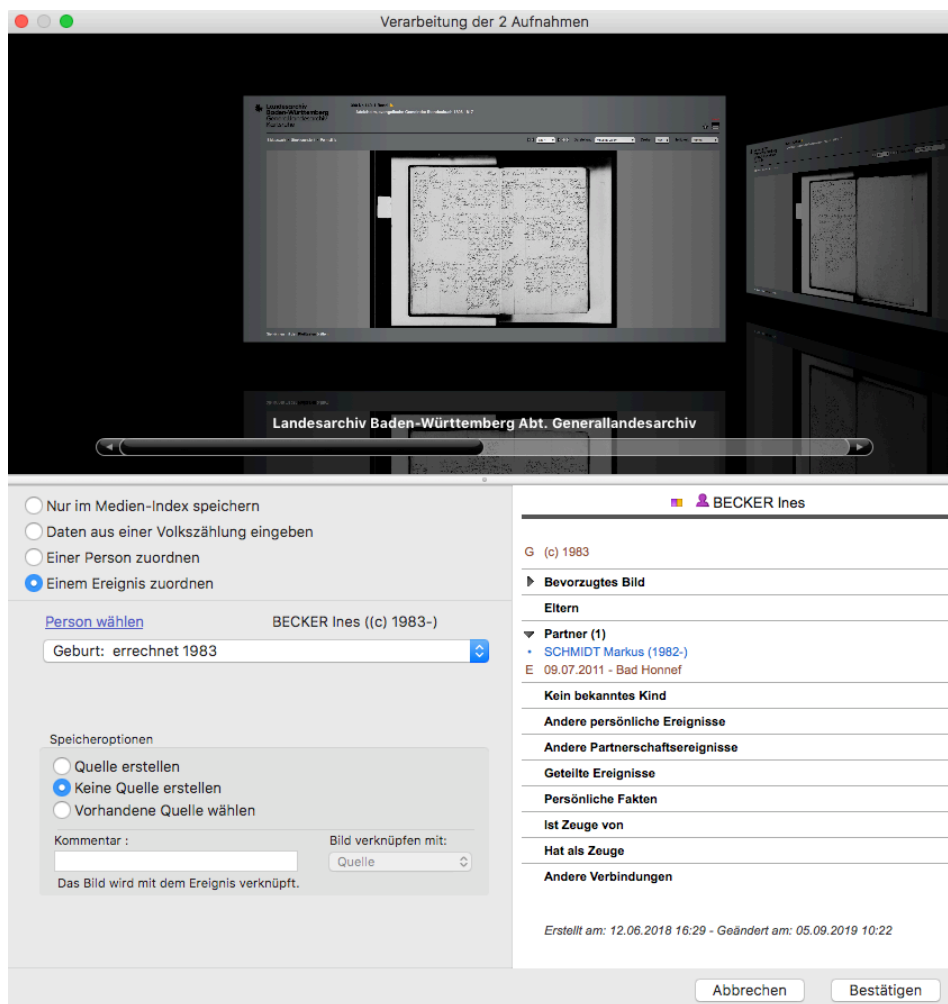 Verarbeitung der 2 Aufnahmen
Landesarchiv
Baden-Württemberg
Generallandesarchiv
Karlsruhe
Landesarchiv Baden-Württemberg Abt. Generallandesarchiv
Nur im Medien-Index speichern
Daten aus einer Volkszählung eingeben
Einer Person zuordnen
Einem Ereignis zuordnen
Person wählen BECKER Ines ((c) 1983-)
Geburt: errechnet 1983
Speicheroptionen
Quelle erstellen
Keine Quelle erstellen
Vorhandene Quelle wählen
Kommentar : Bild verknüpfen mit:
Quelle
Das Bild wird mit dem Ereignis verknüpft.
BECKER Ines
G (c) 1983
Bevorzugtes Bild
Eltern
Partner (1)
• SCHMIDT Markus (1982-)
E 09.07.2011 - Bad Honnef
Kein bekanntes Kind
Andere persönliche Ereignisse
Andere Partnerschaftsereignisse
Geteilte Ereignisse
Persönliche Fakten
Ist Zeuge von
Hat als Zeuge
Andere Verbindungen
Erstellt am: 12.06.2018 16:29 - Geändert am: 05.09.2019 10:22
Abbrechen Bestätigen